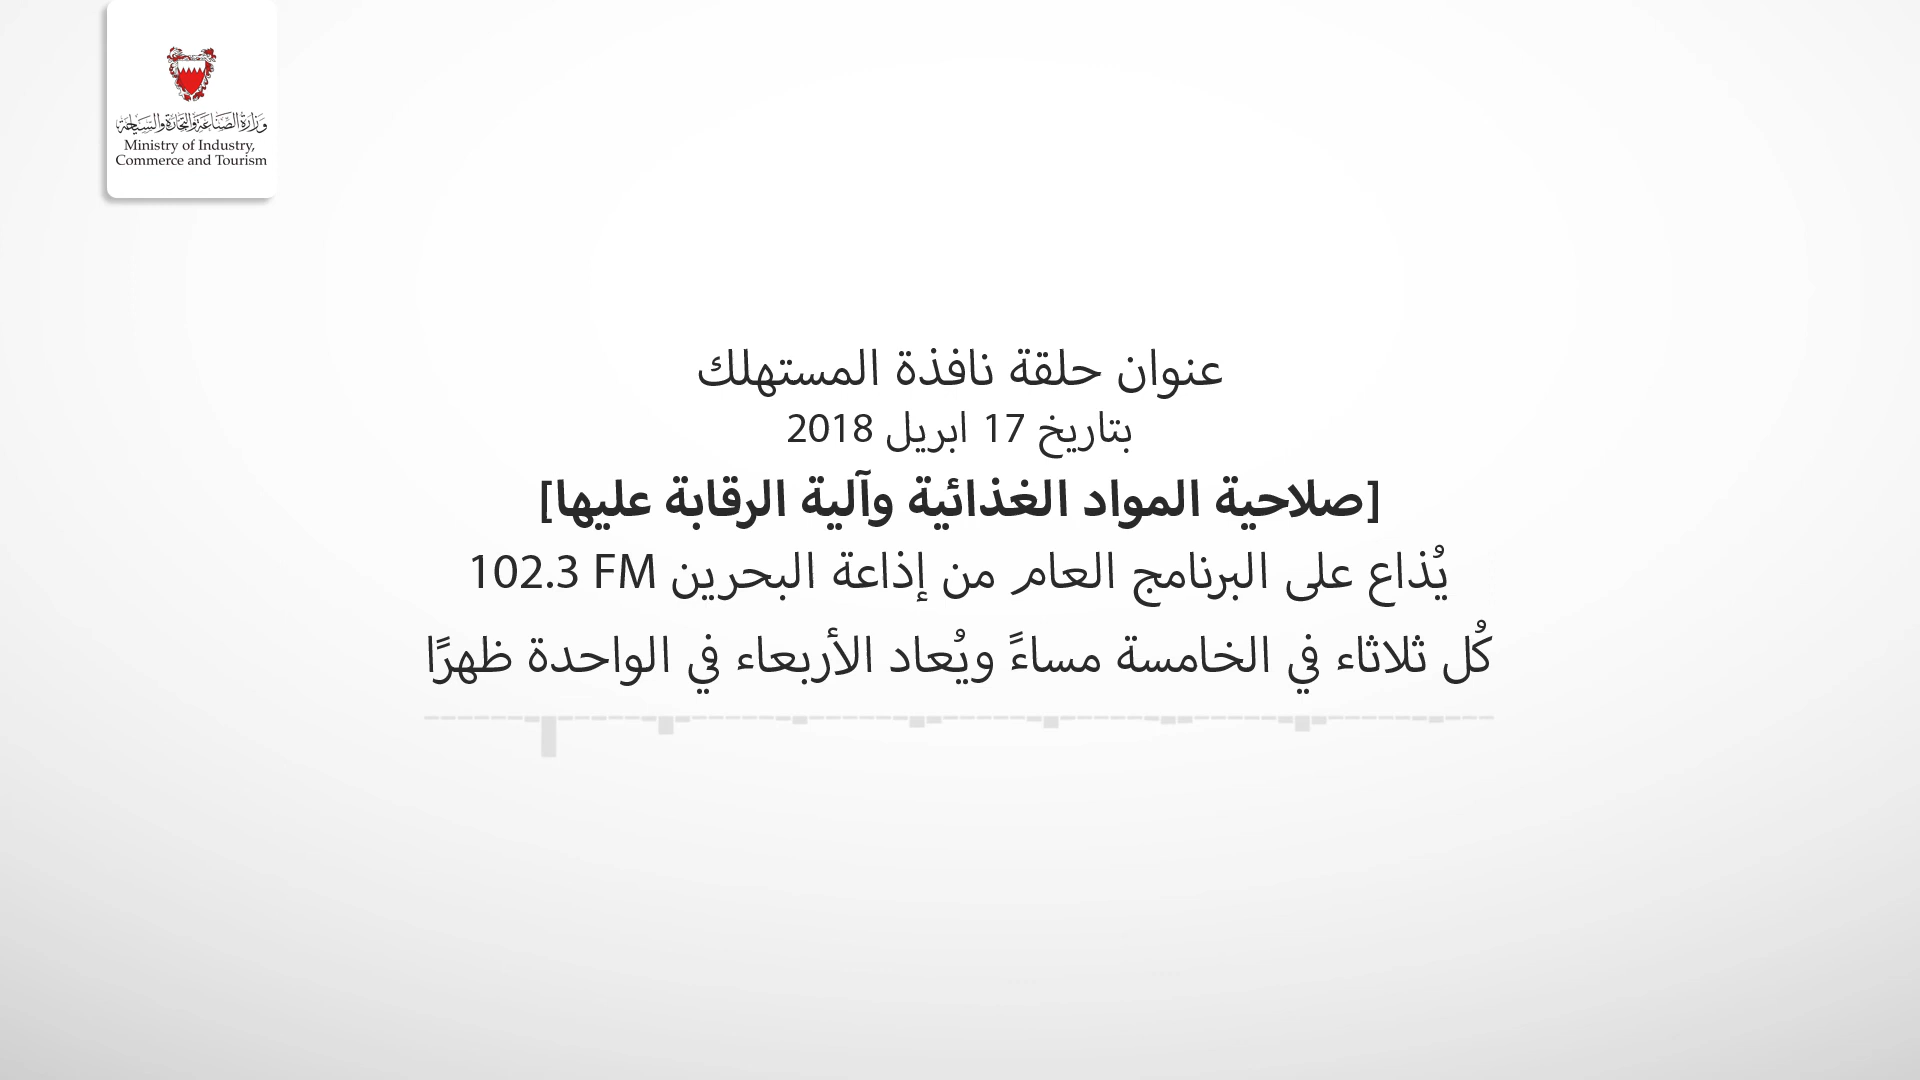 وزارة الصناعة والتجارة والسياحة
Ministry of Industry,
Commerce and Tourism
عنوان حلقة نافذة المستهلك
بتاريخ 17 ابريل 2018
[صلاحية المواد الغذائية وآلية الرقابة عليها]
يُذاع على البرنامج العام من إذاعة البحرين 102.3 FM
كُل ثلاثاء في الخامسة مساءً ويُعاد الأربعاء في الواحدة ظهرًا